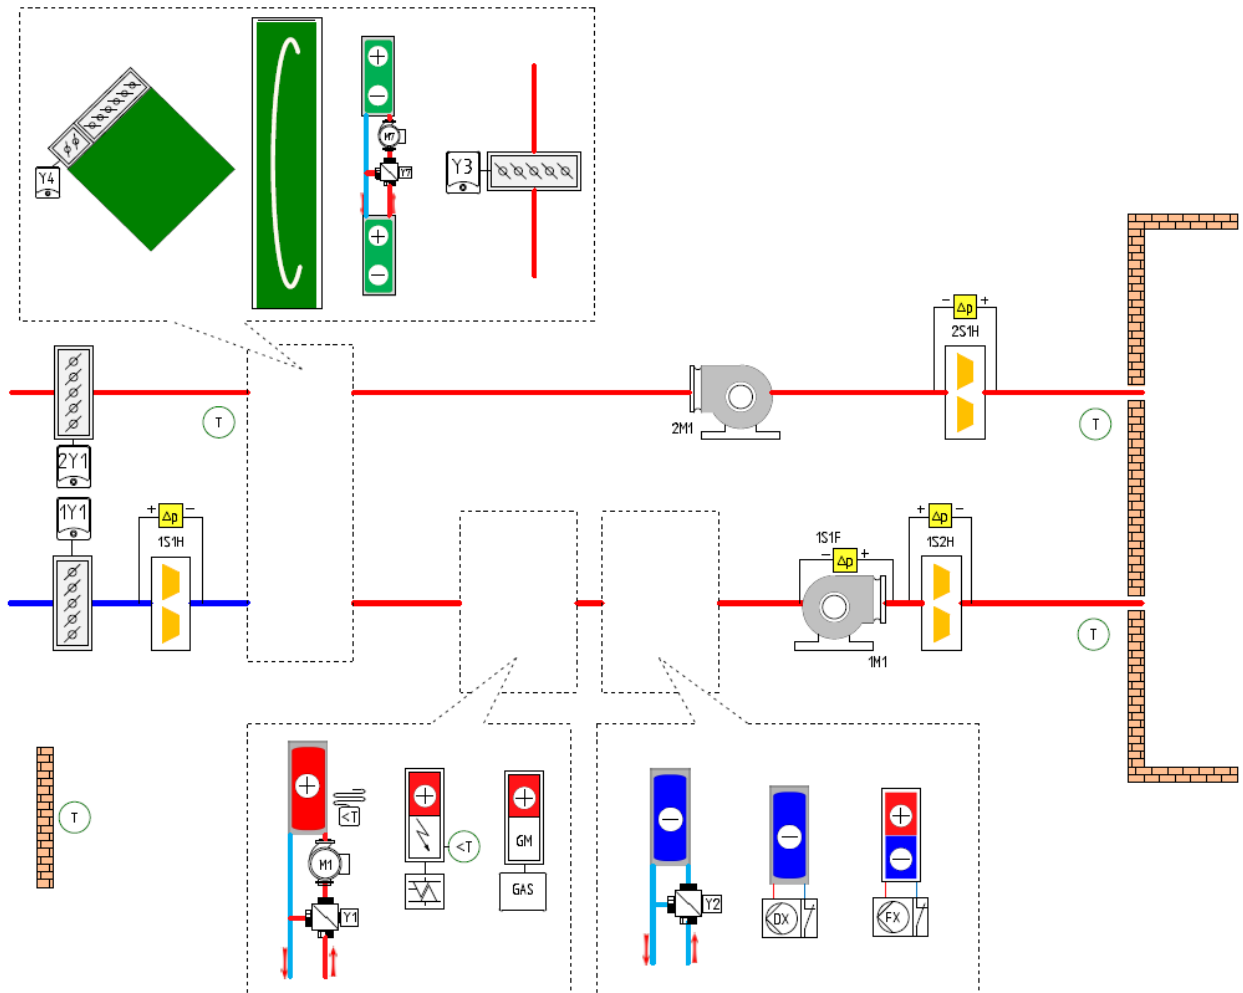 M7
Y4
Y3
Y7
Δp
2S1H
2M1
T
T
2Y1
1Y1
Δp
1S1H
1S1F
Δp
Δp
1S2H
1M1
T
T
<T
M1
Y1
<T
GM
GAS
Y2
DX
FX